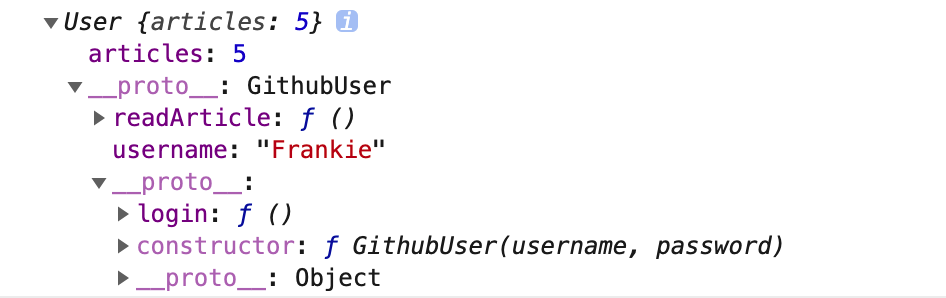 User {articles: 5} i
articles: 5
__proto__: GithubUser
readArticle: ƒ ()
username: "Frankie"
__proto__:
login: ƒ ()
constructor: ƒ GithubUser(username, password)
__proto__: Object